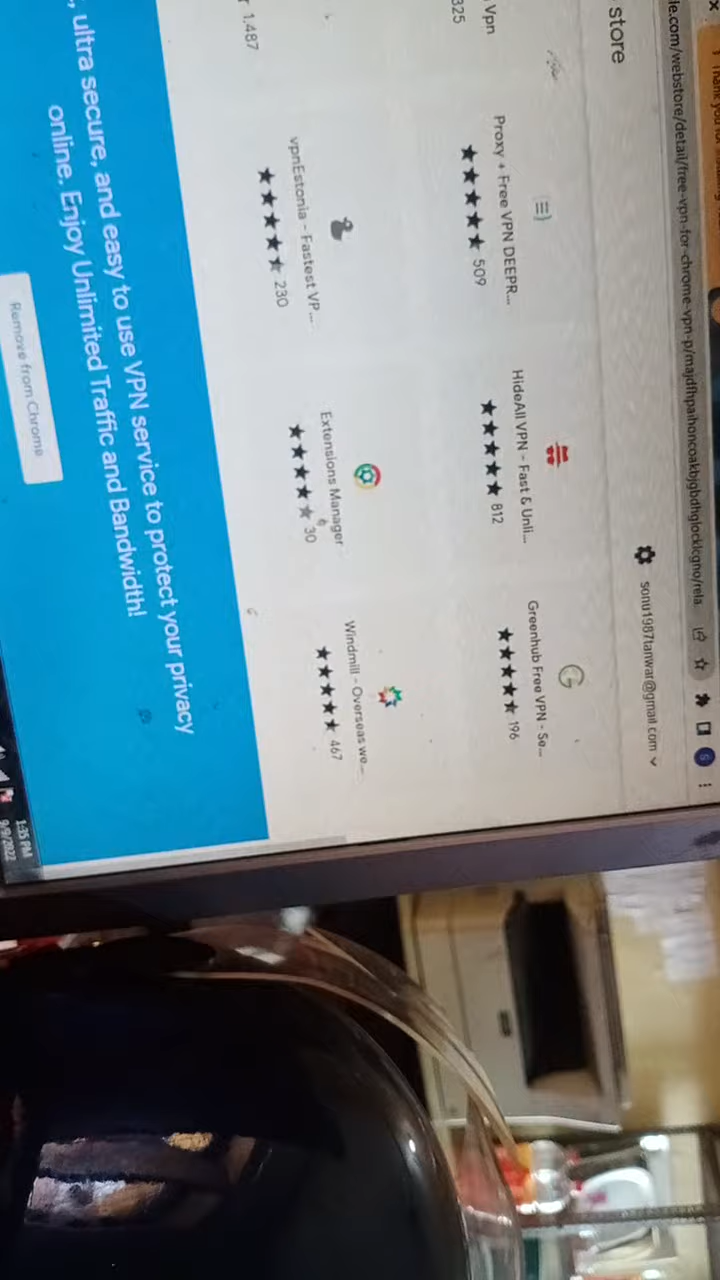 le.com/webstore/detail/free-vpn-for-chrome-vpn-p/majdfhpaihoncoakbjgbdhglocklcgno/rela
store
sonu1987tanwar@gmail.com
Vpn
325
Proxy + Free VPN DEEPR...
509
HideAll VPN - Fast & Unli...
812
Greenhub Free VPN - Se...
196
1,487
vpnEstonia - Fastest VP...
230
Extensions Manager
30
Windmill - Overseas we...
467
, ultra secure, and easy to use VPN service to protect your privacy
online. Enjoy Unlimited Traffic and Bandwidth!
Remove from Chrome
1:35 PM
9/9/2022